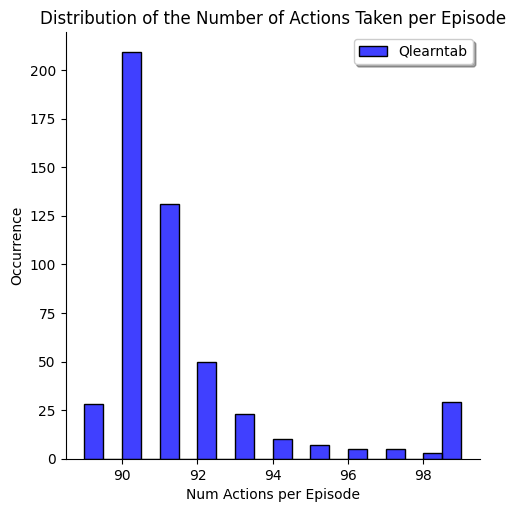 Distribution of the Number of Actions Taken per Episode
Qlearntab
200
175
150
125
100
75
50
25
0
Occurrence
90 92 94 96 98
Num Actions per Episode